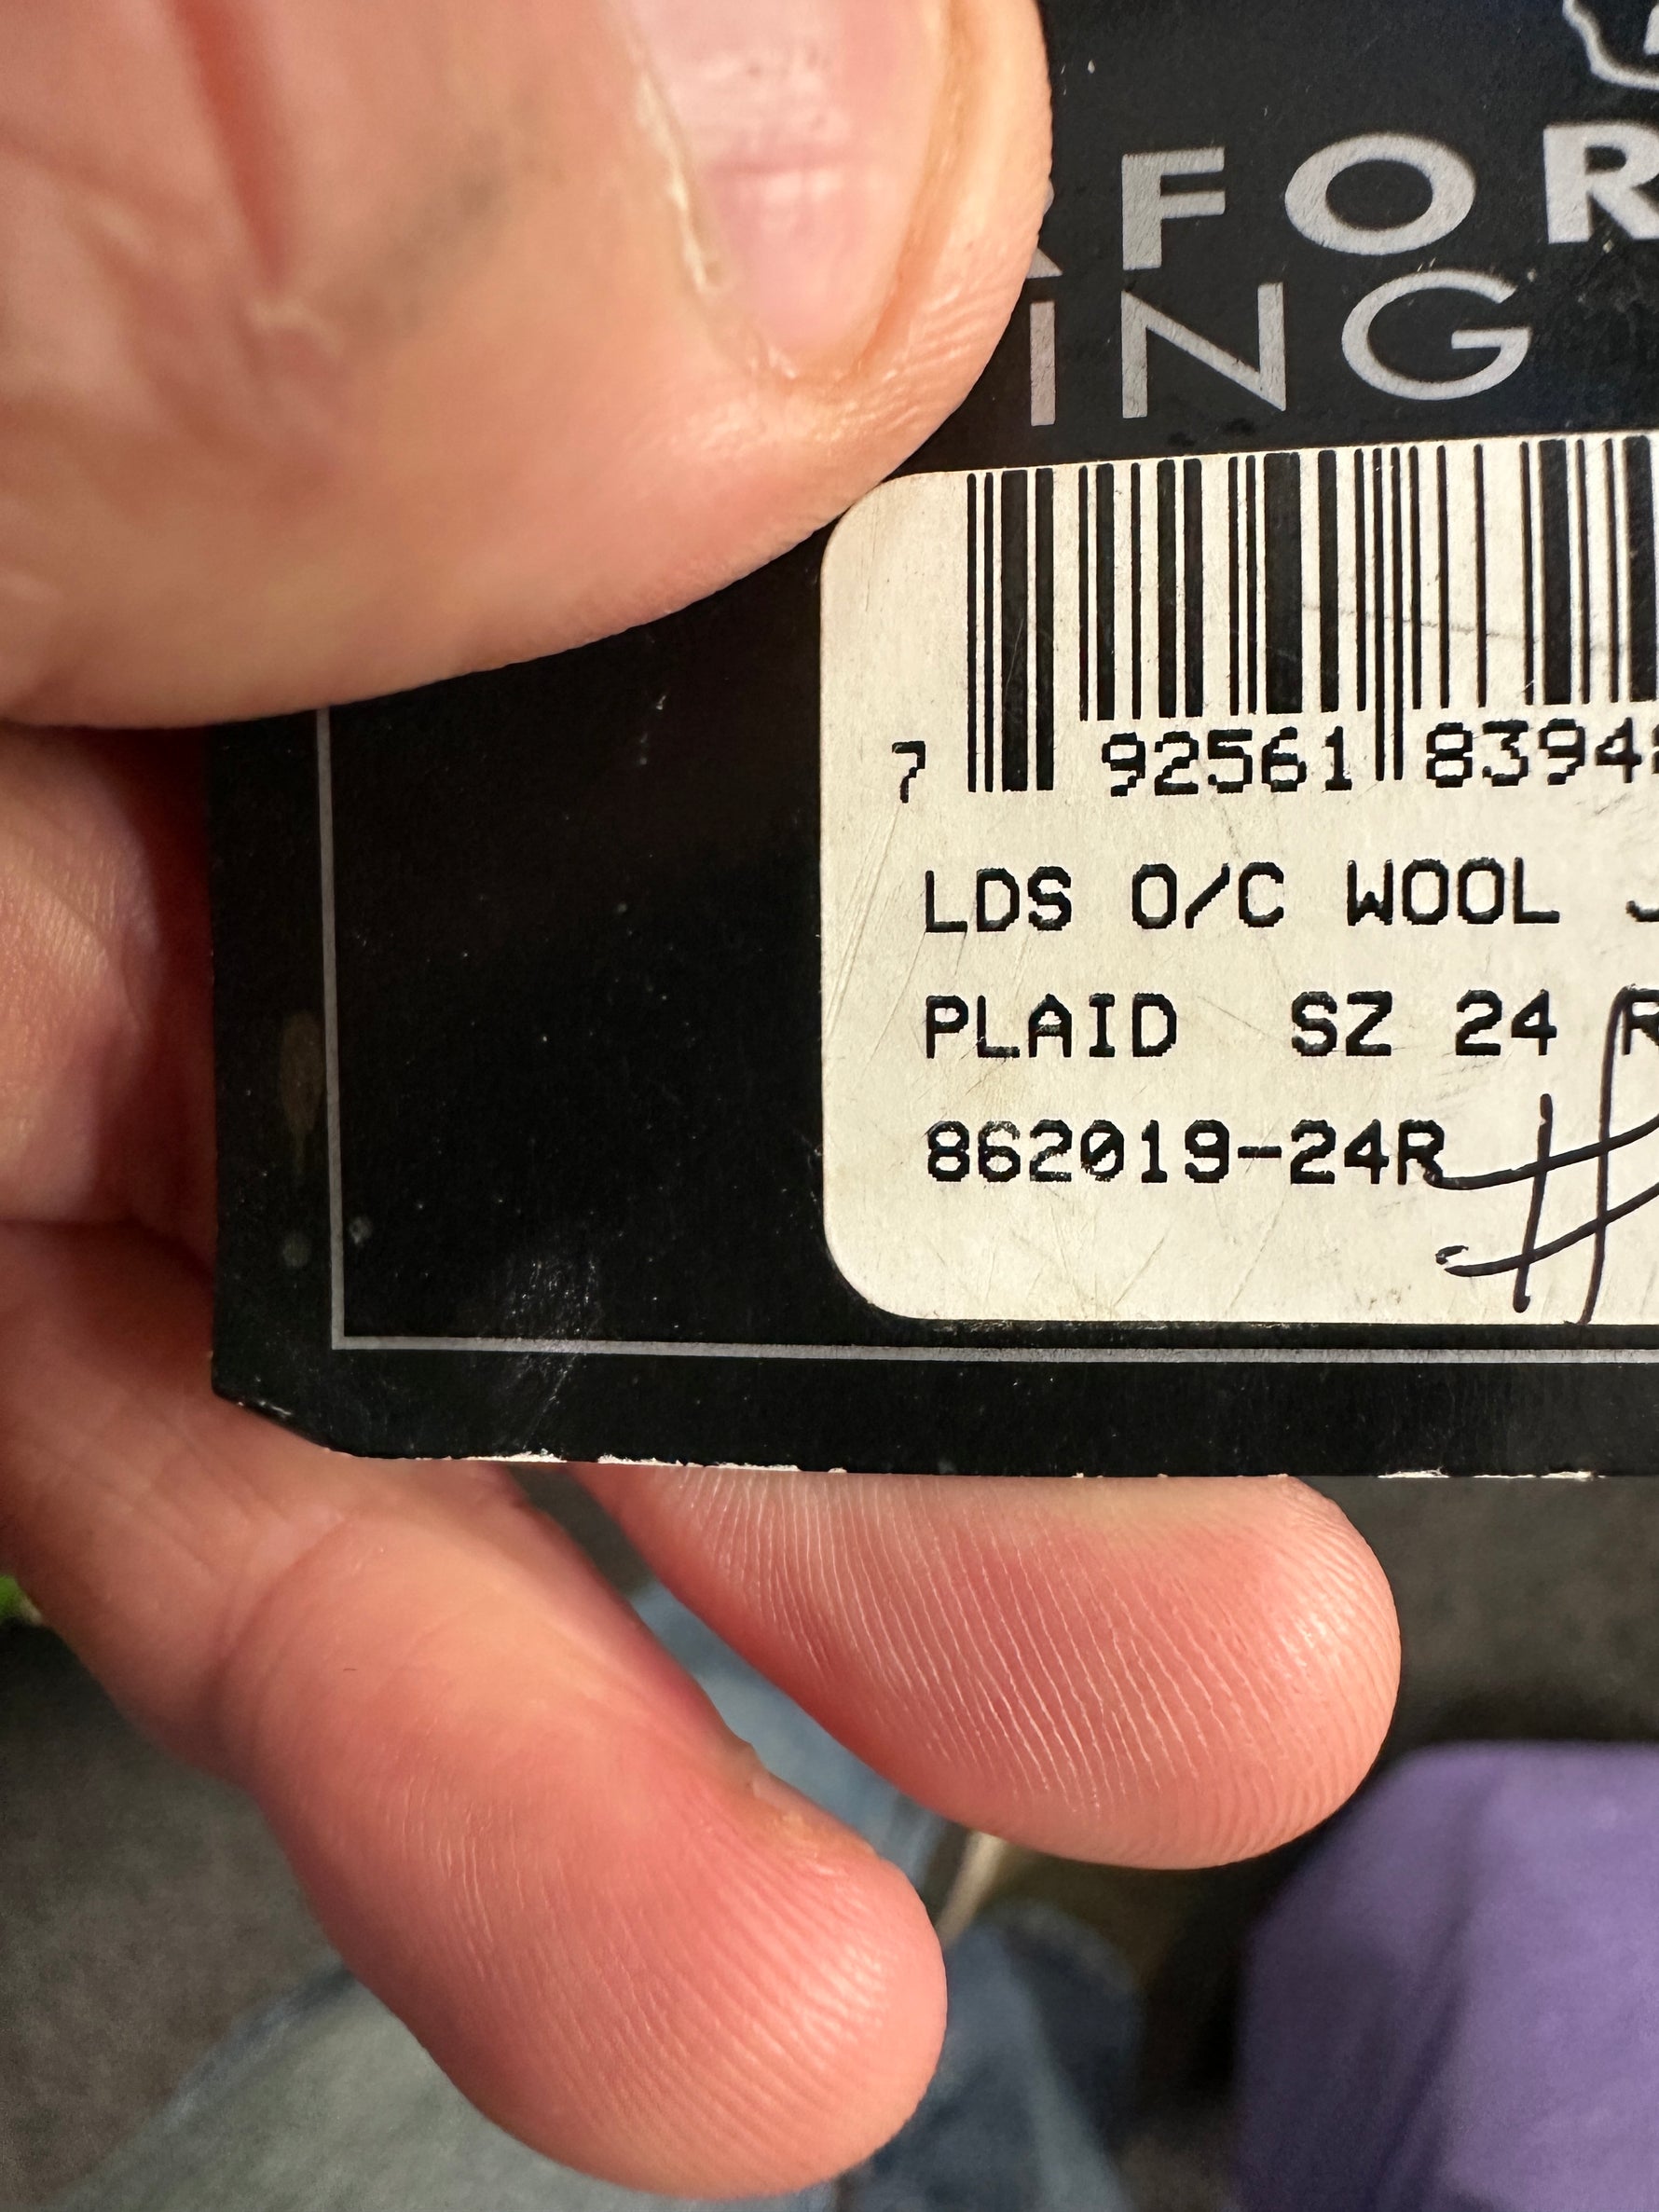 FOR
ING
7 92561 8394
LDS O/C WOOL
PLAID SZ 24 R
862019-24R